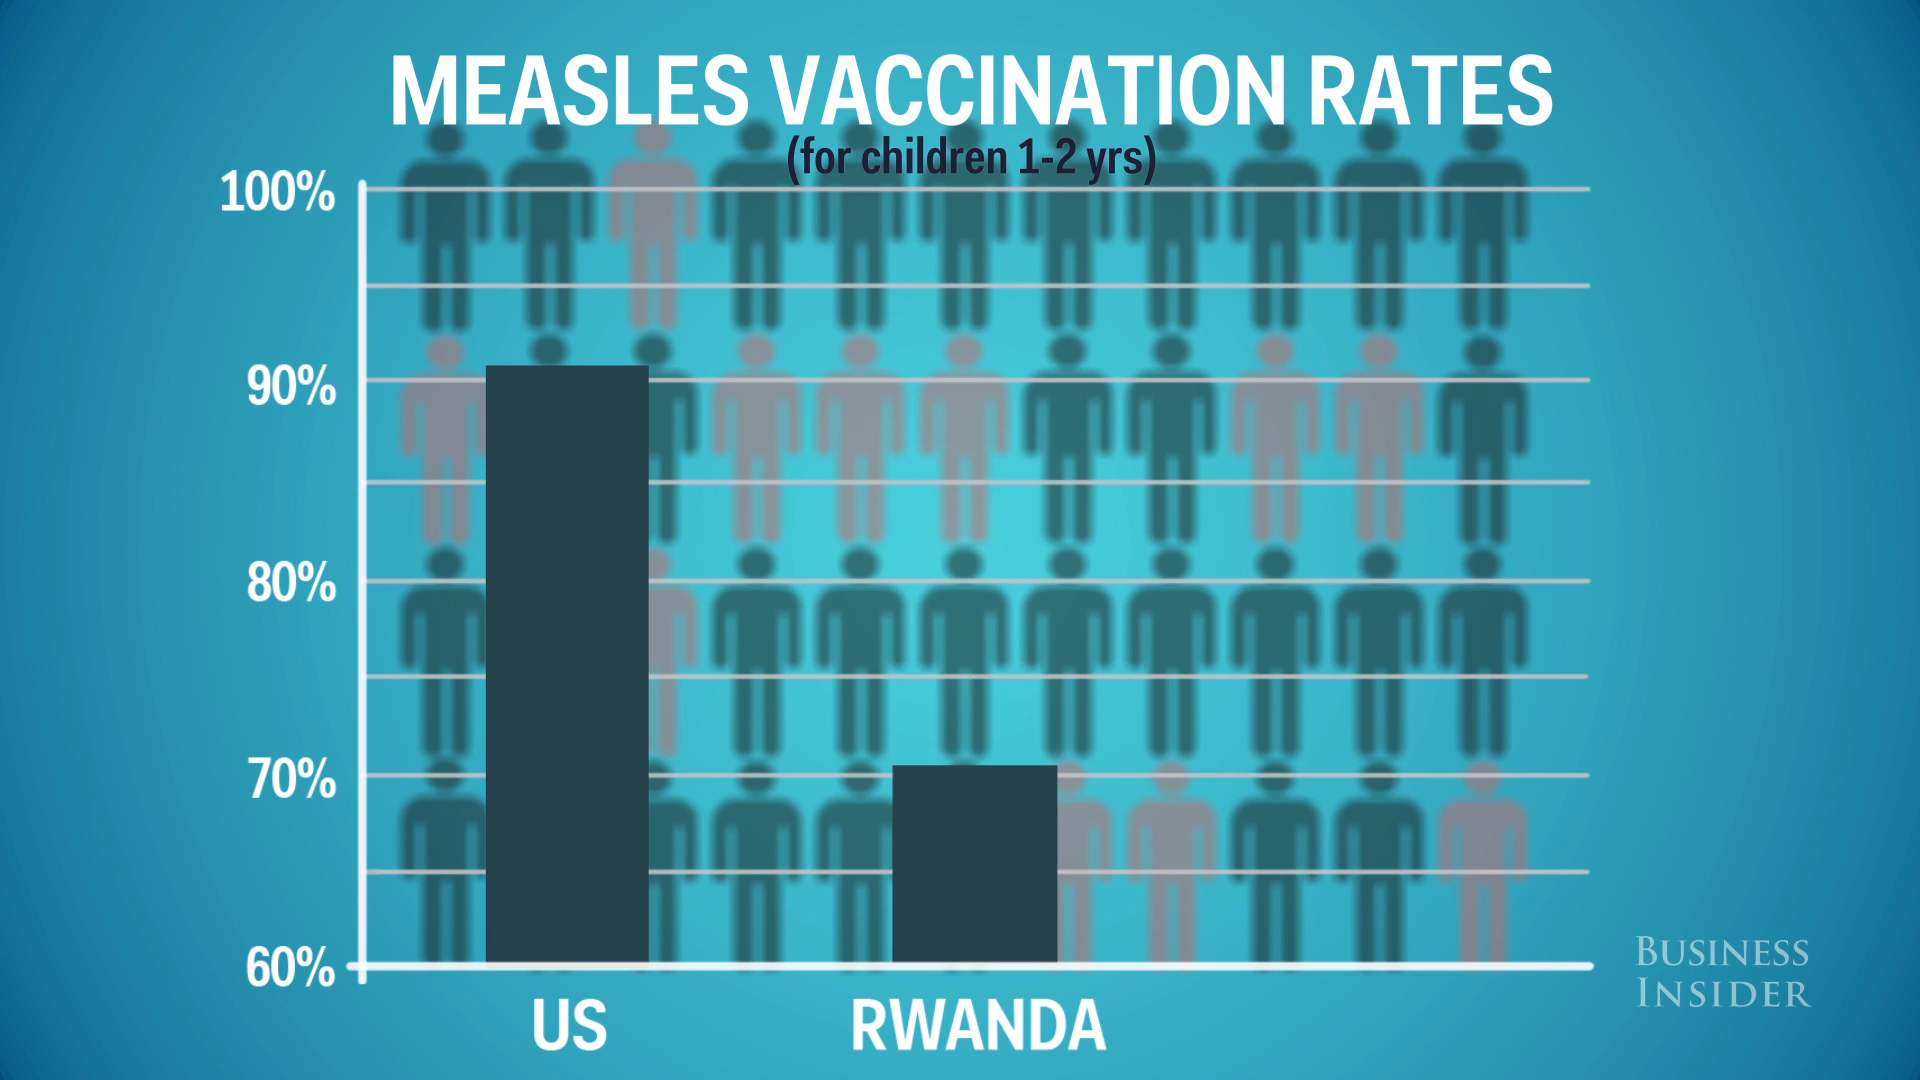 MEASLES VACCINATION RATES
(for children 1-2 yrs)
100%
90%
80%
70%
60%
US
RWANDA
BUSINESS
INSIDER